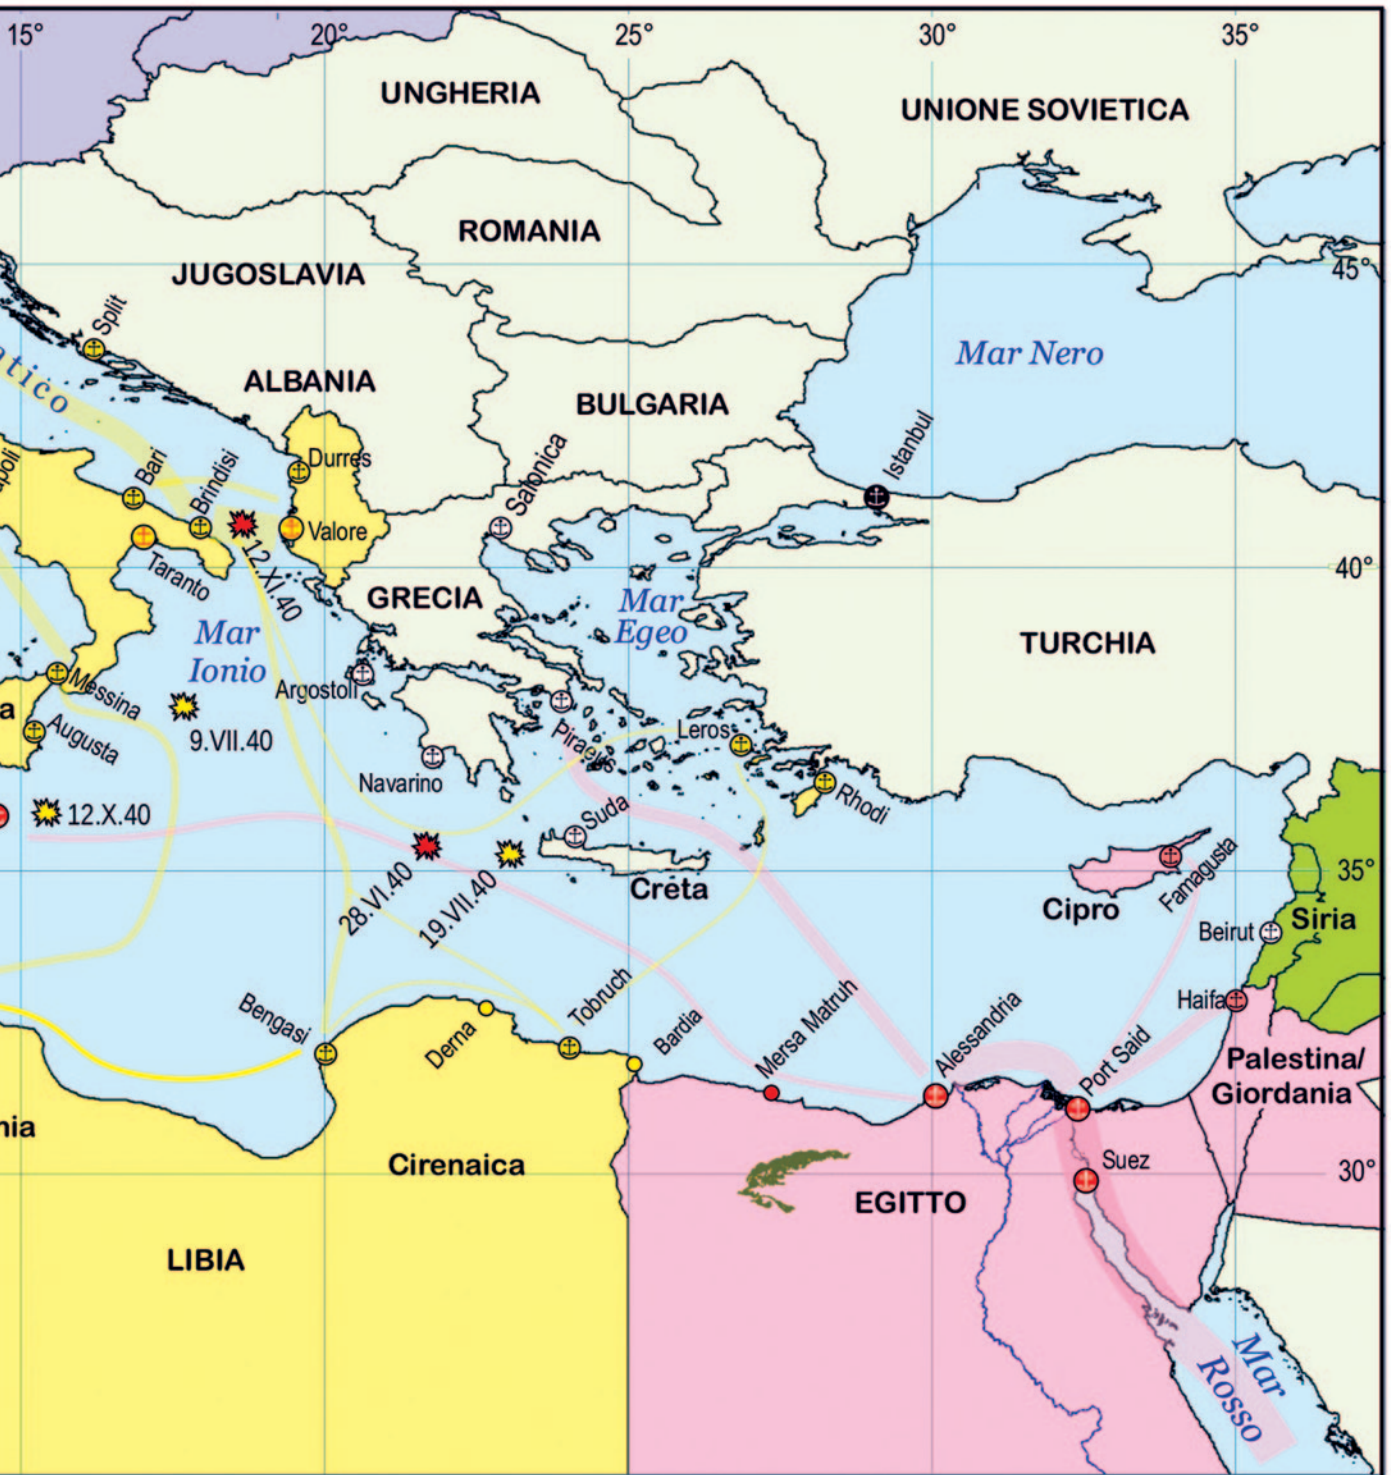 15°
20°
25°
30°
35°
UNGHERIA
UNIONE SOVIETICA
ROMANIA
JUGOSLAVIA
45°
Split
Mar Nero
atico
ALBANIA
BULGARIA
Istanbul
Salonica
Durres
Bari
Brindisi
apoli
Valore
Taranto
12.XI.40
40°
GRECIA
Mar
Egeo
Mar
Ionio
TURCHIA
Argostoli
Messina
a
Augusta
9.VII.40
Piraeus
Leros
Navarino
Rhodi
Suda
12.X.40
28.VI.40
19.VII.40
Creta
35°
Famagusta
Cipro
Siria
Beirut
Haifa
Bengasi
Derna
Tobruch
Bardia
Mersa Matruh
Alessandria
Port Said
Palestina/
Giordania
nia
Cirenaica
Suez
30°
EGITTO
LIBIA
Mar
Rosso